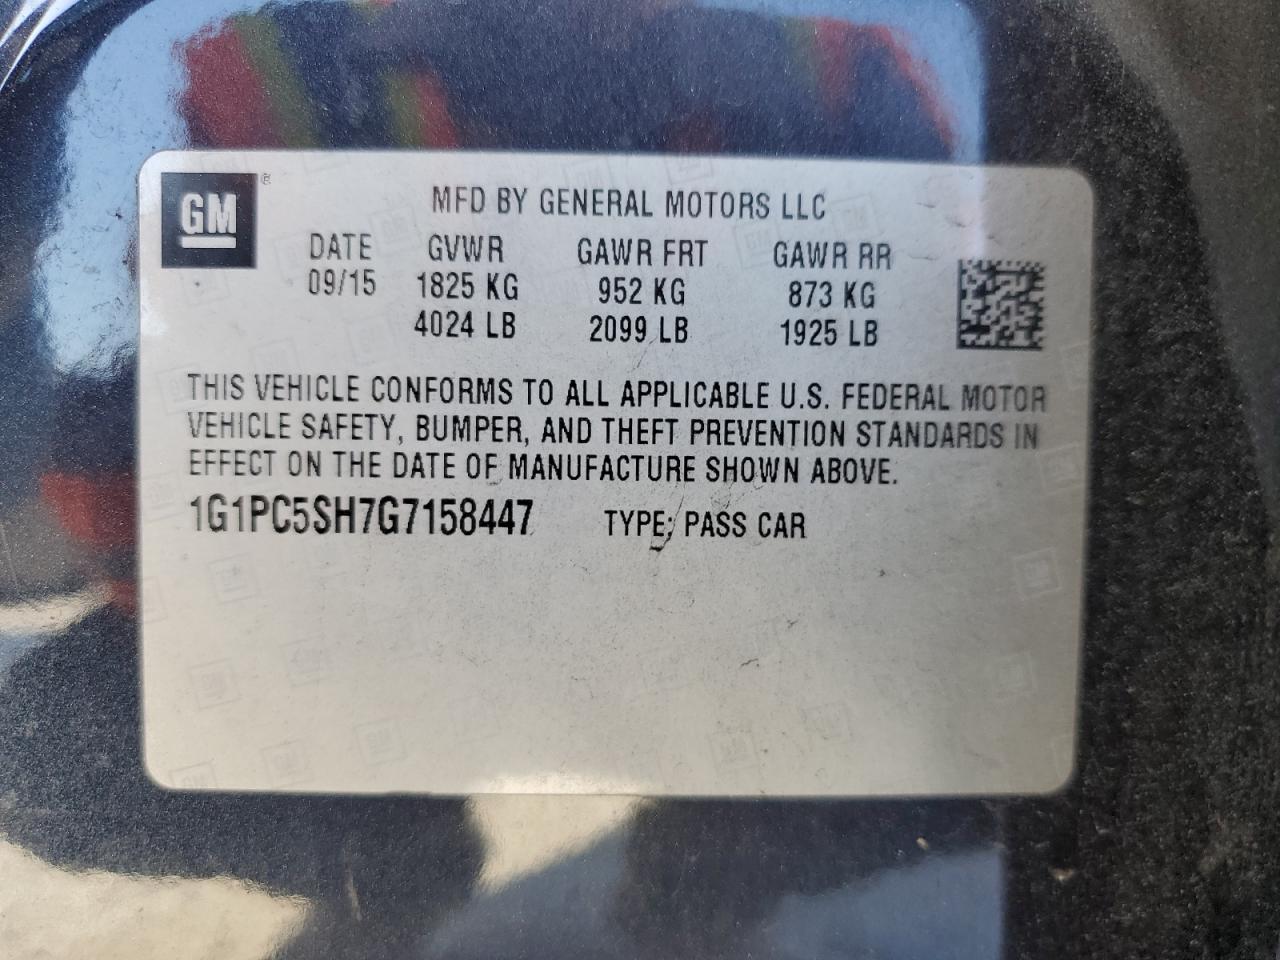 GM®
MFD BY GENERAL MOTORS LLC
DATE GVWR GAWR FRT GAWR RR
09/15 1825 KG 952 KG 873 KG
4024 LB 2099 LB 1925 LB
THIS VEHICLE CONFORMS TO ALL APPLICABLE U.S. FEDERAL MOTOR
VEHICLE SAFETY, BUMPER, AND THEFT PREVENTION STANDARDS IN
EFFECT ON THE DATE OF MANUFACTURE SHOWN ABOVE.
1G1PC5SH7G7158447 TYPE: PASS CAR